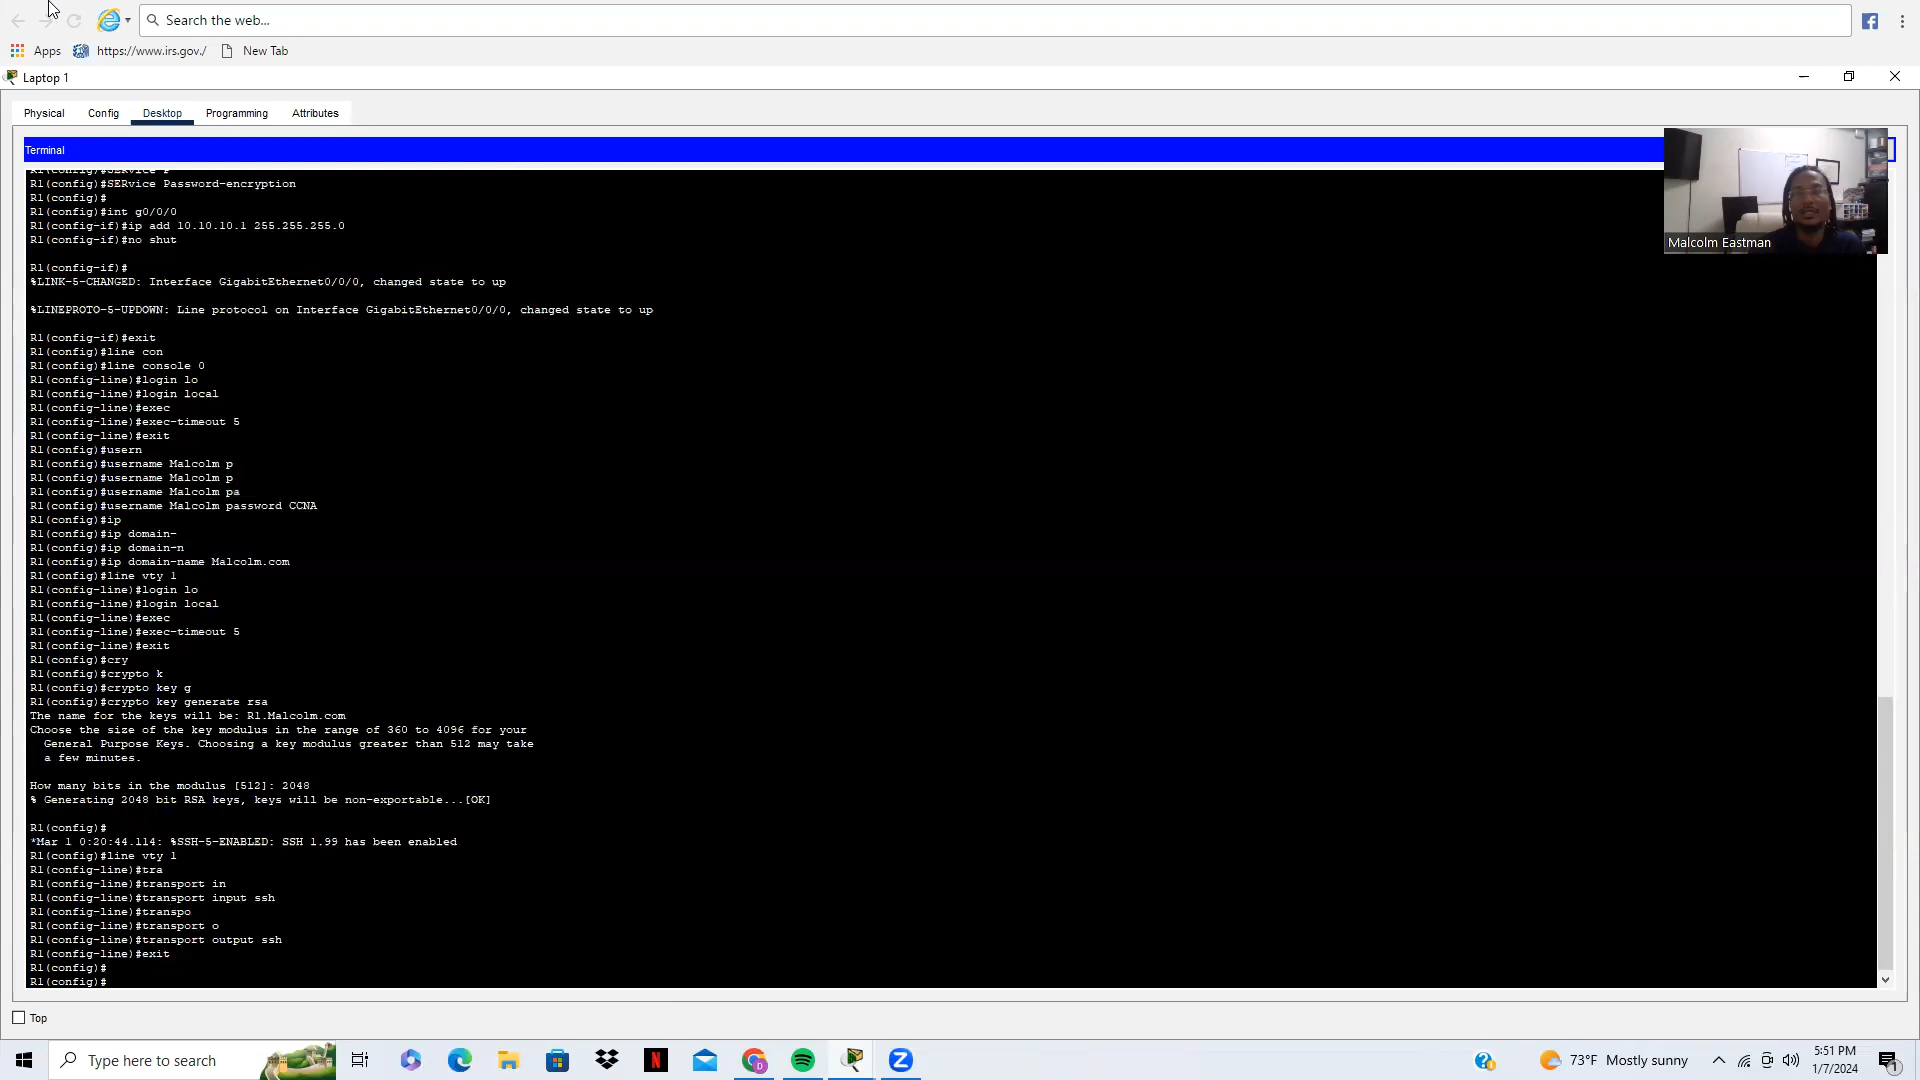 Search the web...
Apps https://www.irs.gov./ New Tab
Laptop 1
Physical Config Desktop Programming Attributes
Terminal
R1(config)#SERvice P
R1(config)#SERvice Password-encryption
R1(config)#
R1(config)#int g0/0/0
R1(config-if)#ip add 10.10.10.1 255.255.255.0
R1(config-if)#no shut
R1(config-if)#
%LINK-5-CHANGED: Interface GigabitEthernet0/0/0, changed state to up
%LINEPROTO-5-UPDOWN: Line protocol on Interface GigabitEthernet0/0/0, changed state to up
R1(config-if)#exit
R1(config)#line con
R1(config)#line console 0
R1(config-line)#login lo
R1(config-line)#login local
R1(config-line)#exec
R1(config-line)#exec-timeout 5
R1(config-line)#exit
R1(config)#usern
R1(config)#username Malcolm p
R1(config)#username Malcolm p
R1(config)#username Malcolm pa
R1(config)#username Malcolm password CCNA
R1(config)#ip
R1(config)#ip domain-
R1(config)#ip domain-n
R1(config)#ip domain-name Malcolm.com
R1(config)#line vty 1
R1(config-line)#login lo
R1(config-line)#login local
R1(config-line)#exec
R1(config-line)#exec-timeout 5
R1(config-line)#exit
R1(config)#cry
R1(config)#crypto k
R1(config)#crypto key g
R1(config)#crypto key generate rsa
The name for the keys will be: R1.Malcolm.com
Choose the size of the key modulus in the range of 360 to 4096 for your
General Purpose Keys. Choosing a key modulus greater than 512 may take
a few minutes.
How many bits in the modulus [512]: 2048
% Generating 2048 bit RSA keys, keys will be non-exportable...[OK]
R1(config)#
*Mar 1 0:20:44.114: %SSH-5-ENABLED: SSH 1.99 has been enabled
R1(config)#line vty 1
R1(config-line)#tra
R1(config-line)#transport in
R1(config-line)#transport input ssh
R1(config-line)#transpo
R1(config-line)#transport o
R1(config-line)#transport output ssh
R1(config-line)#exit
R1(config)#
R1(config)#
Malcolm Eastman
Top
Type here to search
73°F Mostly sunny
5:51 PM
1/7/2024